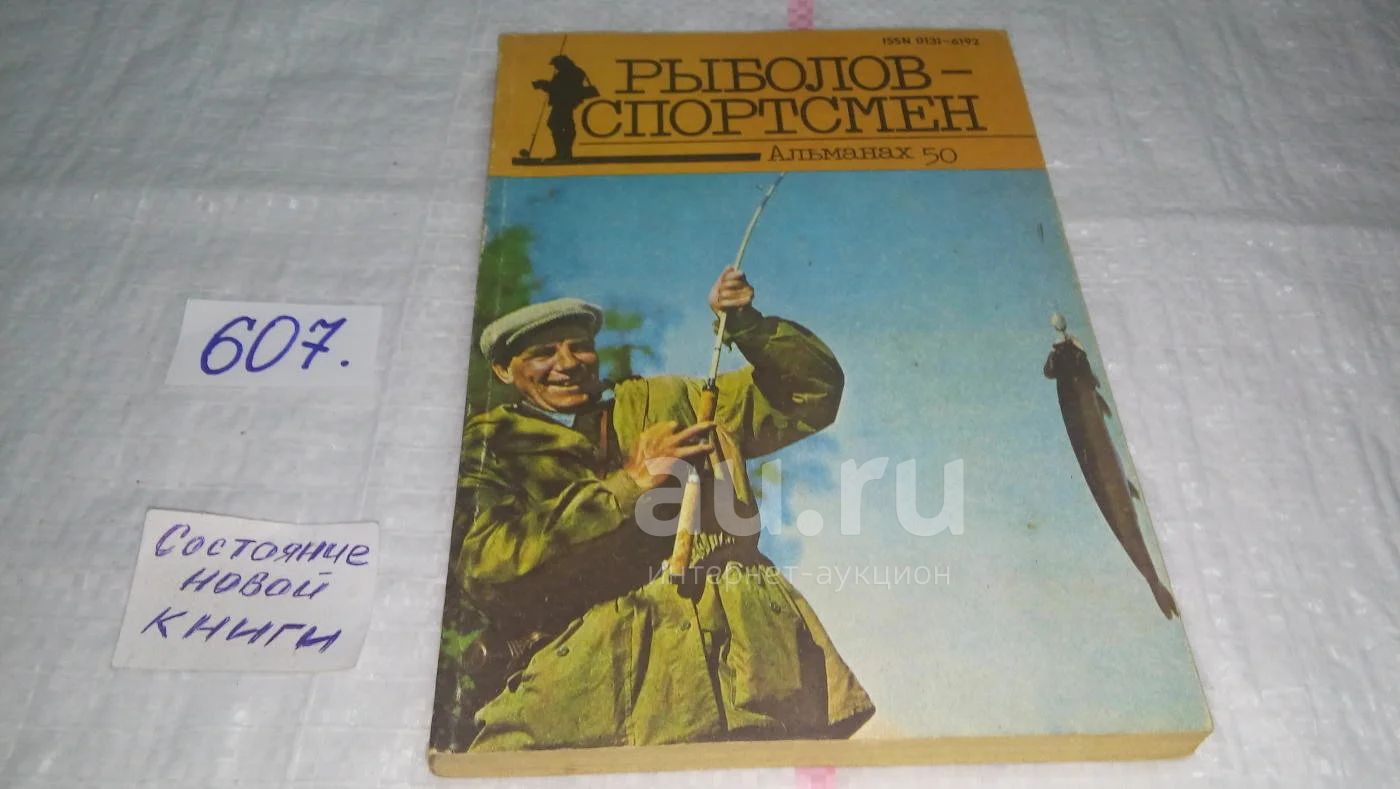 ISSN 0131-6192
РЫБОЛОВ-
СПОРТСМЕН
Альманах 50
607.
Состояние
новой
книги
au.ru
интернет-аукцион